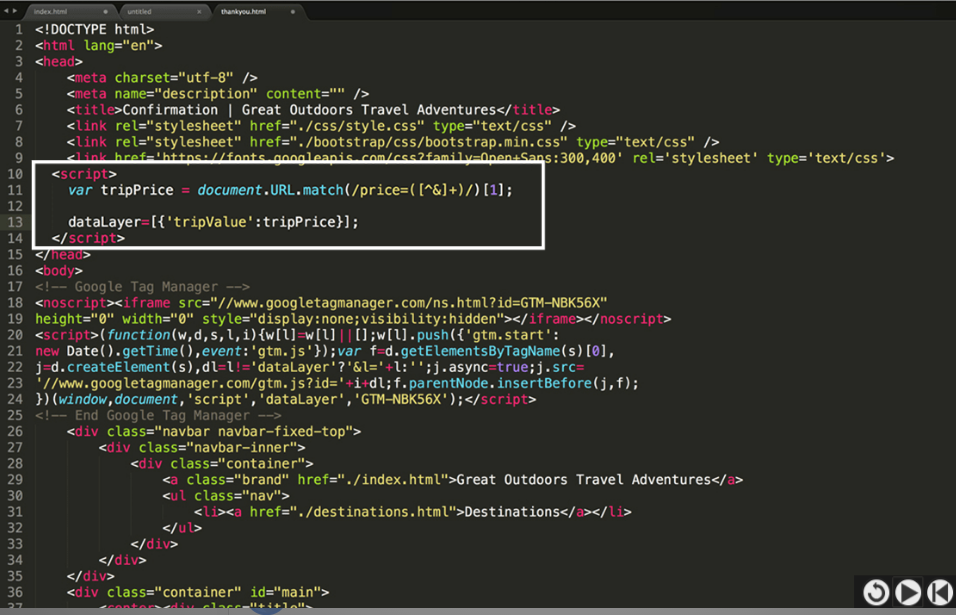 index.html untitled thankyou.html
1 <!DOCTYPE html>
2 <html lang="en">
3 <head>
4 <meta charset="utf-8" />
5 <meta name="description" content="" />
6 <title>Confirmation | Great Outdoors Travel Adventures</title>
7 <link rel="stylesheet" href="./css/style.css" type="text/css" />
8 <link rel="stylesheet" href="./bootstrap/css/bootstrap.min.css" type="text/css" />
9 <link href='https://fonts.googleapis.com/css?family=Open+Sans:300,400' rel='stylesheet' type='text/css'>
10 <script>
11 var tripPrice = document.URL.match(/price=([^&]+)/)[1];
12
13 dataLayer=[{'tripValue':tripPrice}];
14 </script>
15 </head>
16 <body>
17 <!-- Google Tag Manager -->
18 <noscript><iframe src="//www.googletagmanager.com/ns.html?id=GTM-NBK56X"
19 height="0" width="0" style="display:none;visibility:hidden"></iframe></noscript>
20 <script>(function(w,d,s,l,i){w[l]=w[l]||[];w[l].push({'gtm.start':
21 new Date().getTime(),event:'gtm.js'});var f=d.getElementsByTagName(s)[0],
22 j=d.createElement(s),dl=l!='dataLayer'?'&l='+l:'';j.async=true;j.src=
23 '//www.googletagmanager.com/gtm.js?id='+i+dl;f.parentNode.insertBefore(j,f);
24 })(window,document,'script','dataLayer','GTM-NBK56X');</script>
25 <!-- End Google Tag Manager -->
26 <div class="navbar navbar-fixed-top">
27 <div class="navbar-inner">
28 <div class="container">
29 <a class="brand" href="./index.html">Great Outdoors Travel Adventures</a>
30 <ul class="nav">
31 <li><a href="./destinations.html">Destinations</a></li>
32 </ul>
33 </div>
34 </div>
35 </div>
36 <div class="container" id="main">
37 <center><div class="title">